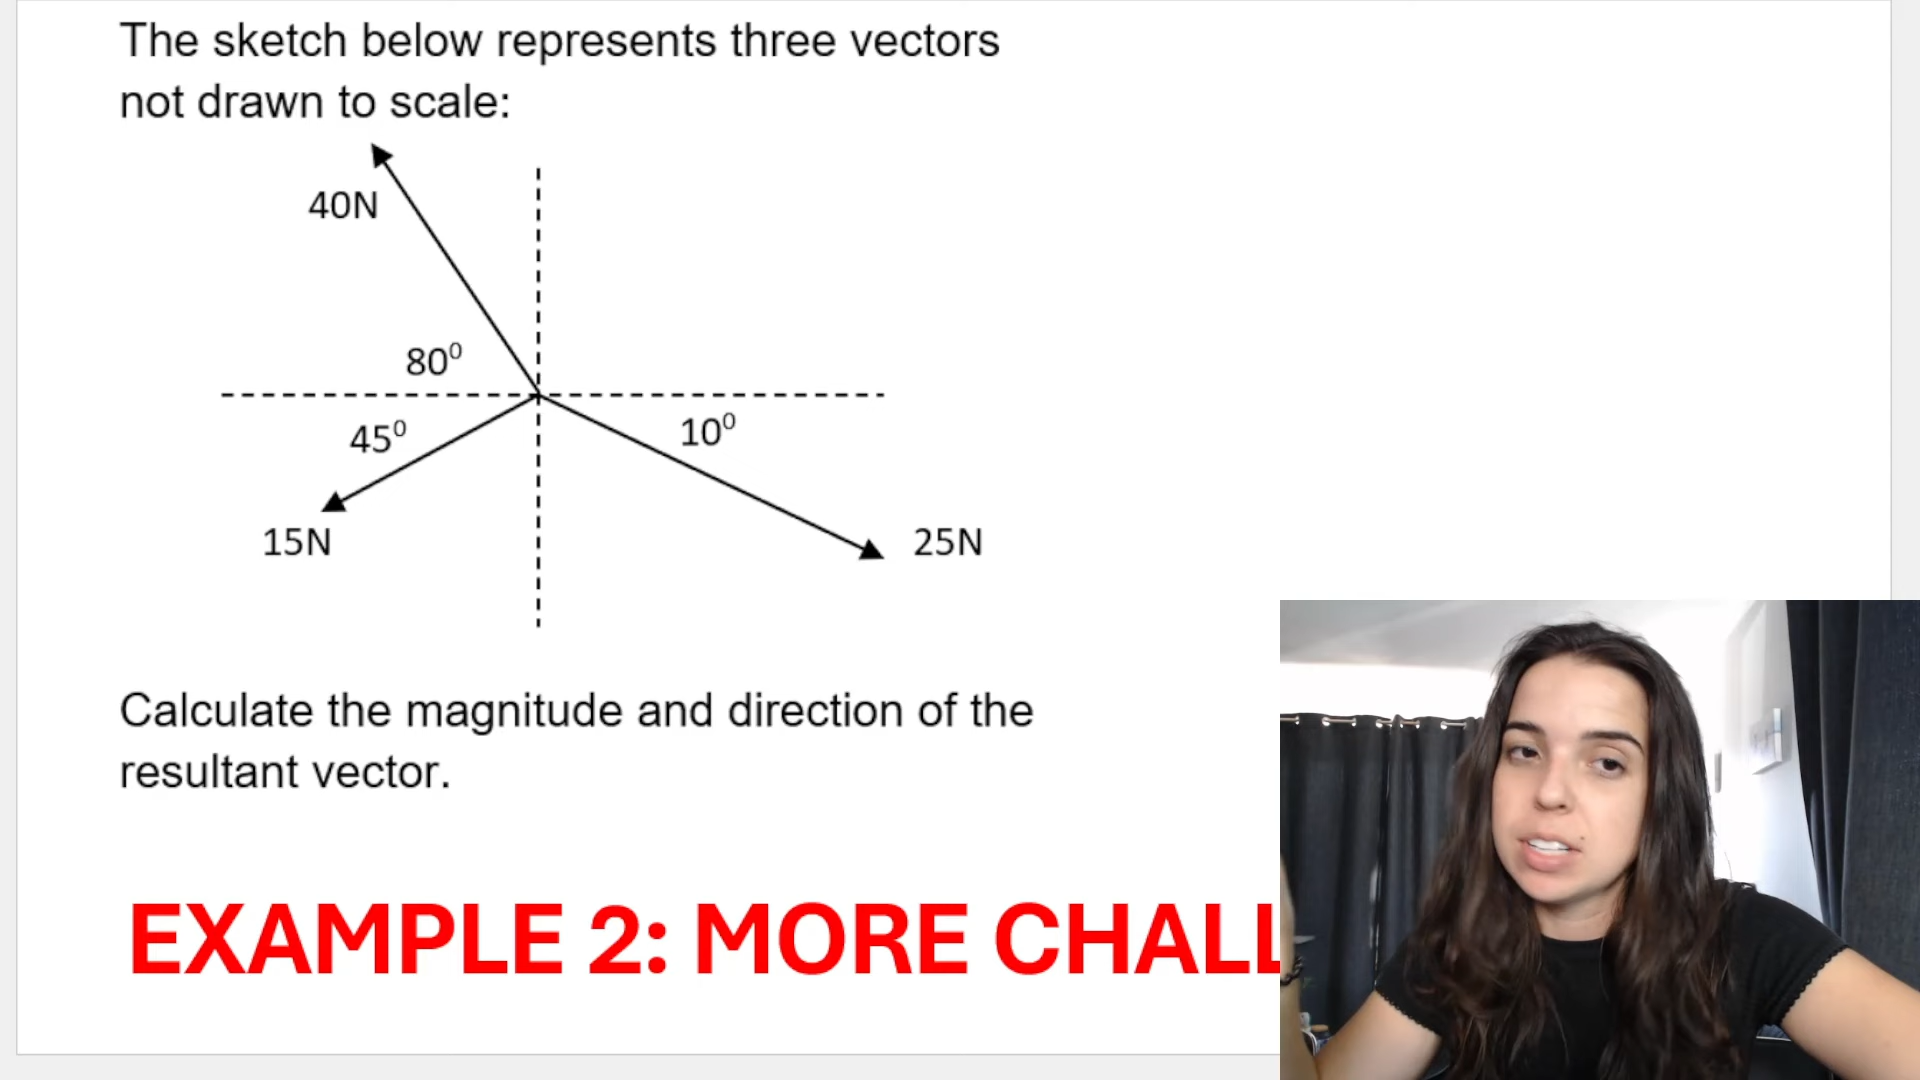 The sketch below represents three vectors
not drawn to scale:
40N
80⁰
45⁰
10⁰
15N
25N
Calculate the magnitude and direction of the
resultant vector.
EXAMPLE 2: MORE CHALL